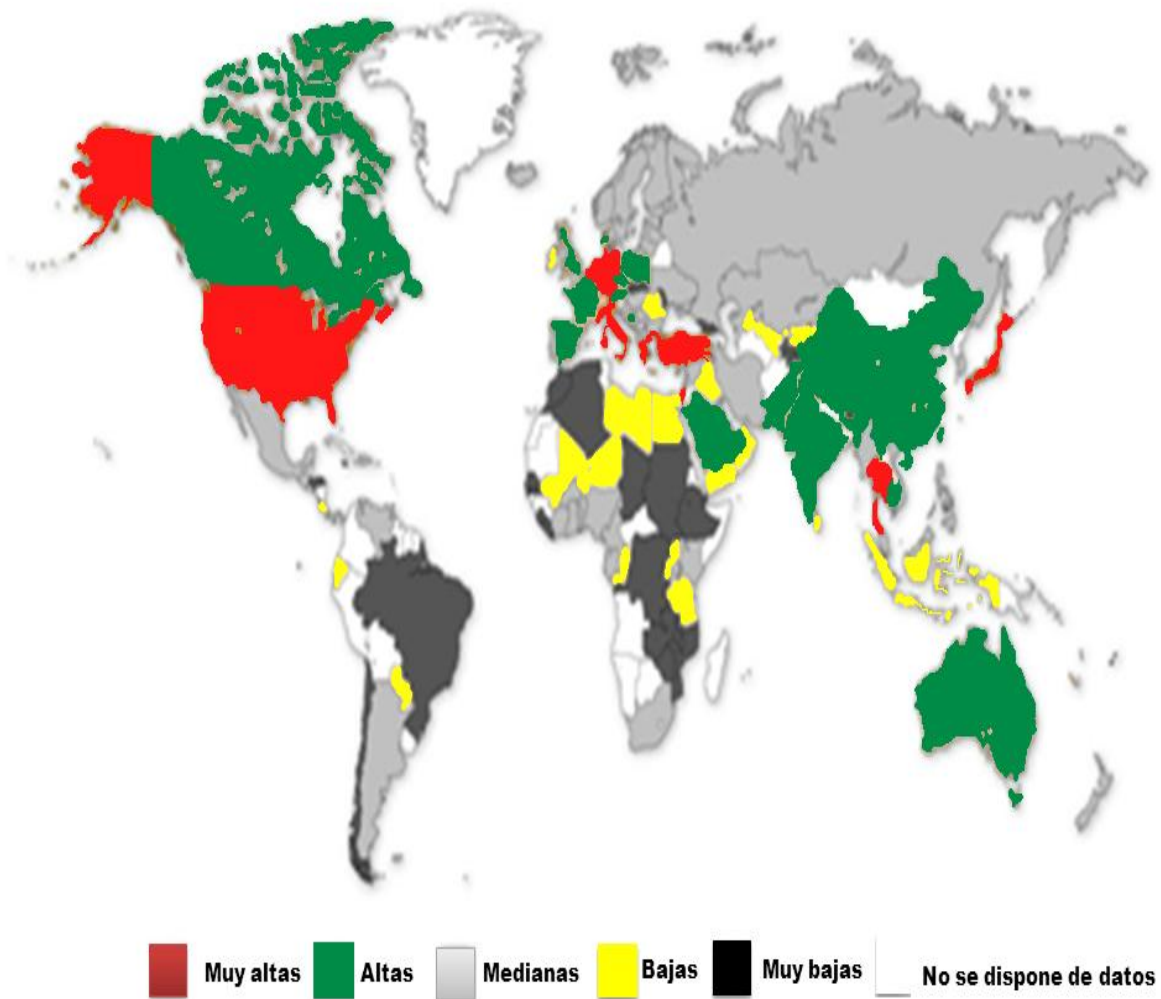 Muy altas
Altas
Medianas
Bajas
Muy bajas
No se dispone de datos